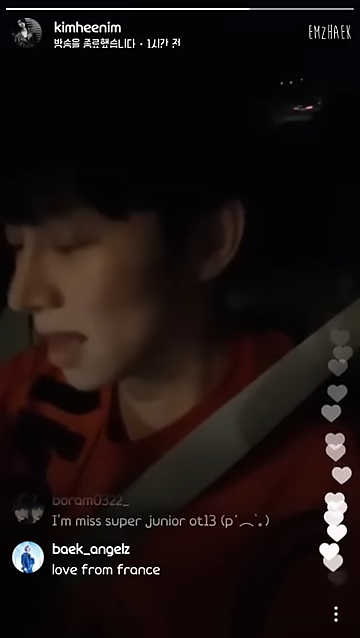 kimheenim
방송을 종료했습니다 · 1시간 전
EMZHAEK
boram0322_
I'm miss super junior ot13 (p′︵‵。)
baek_angelz
love from france